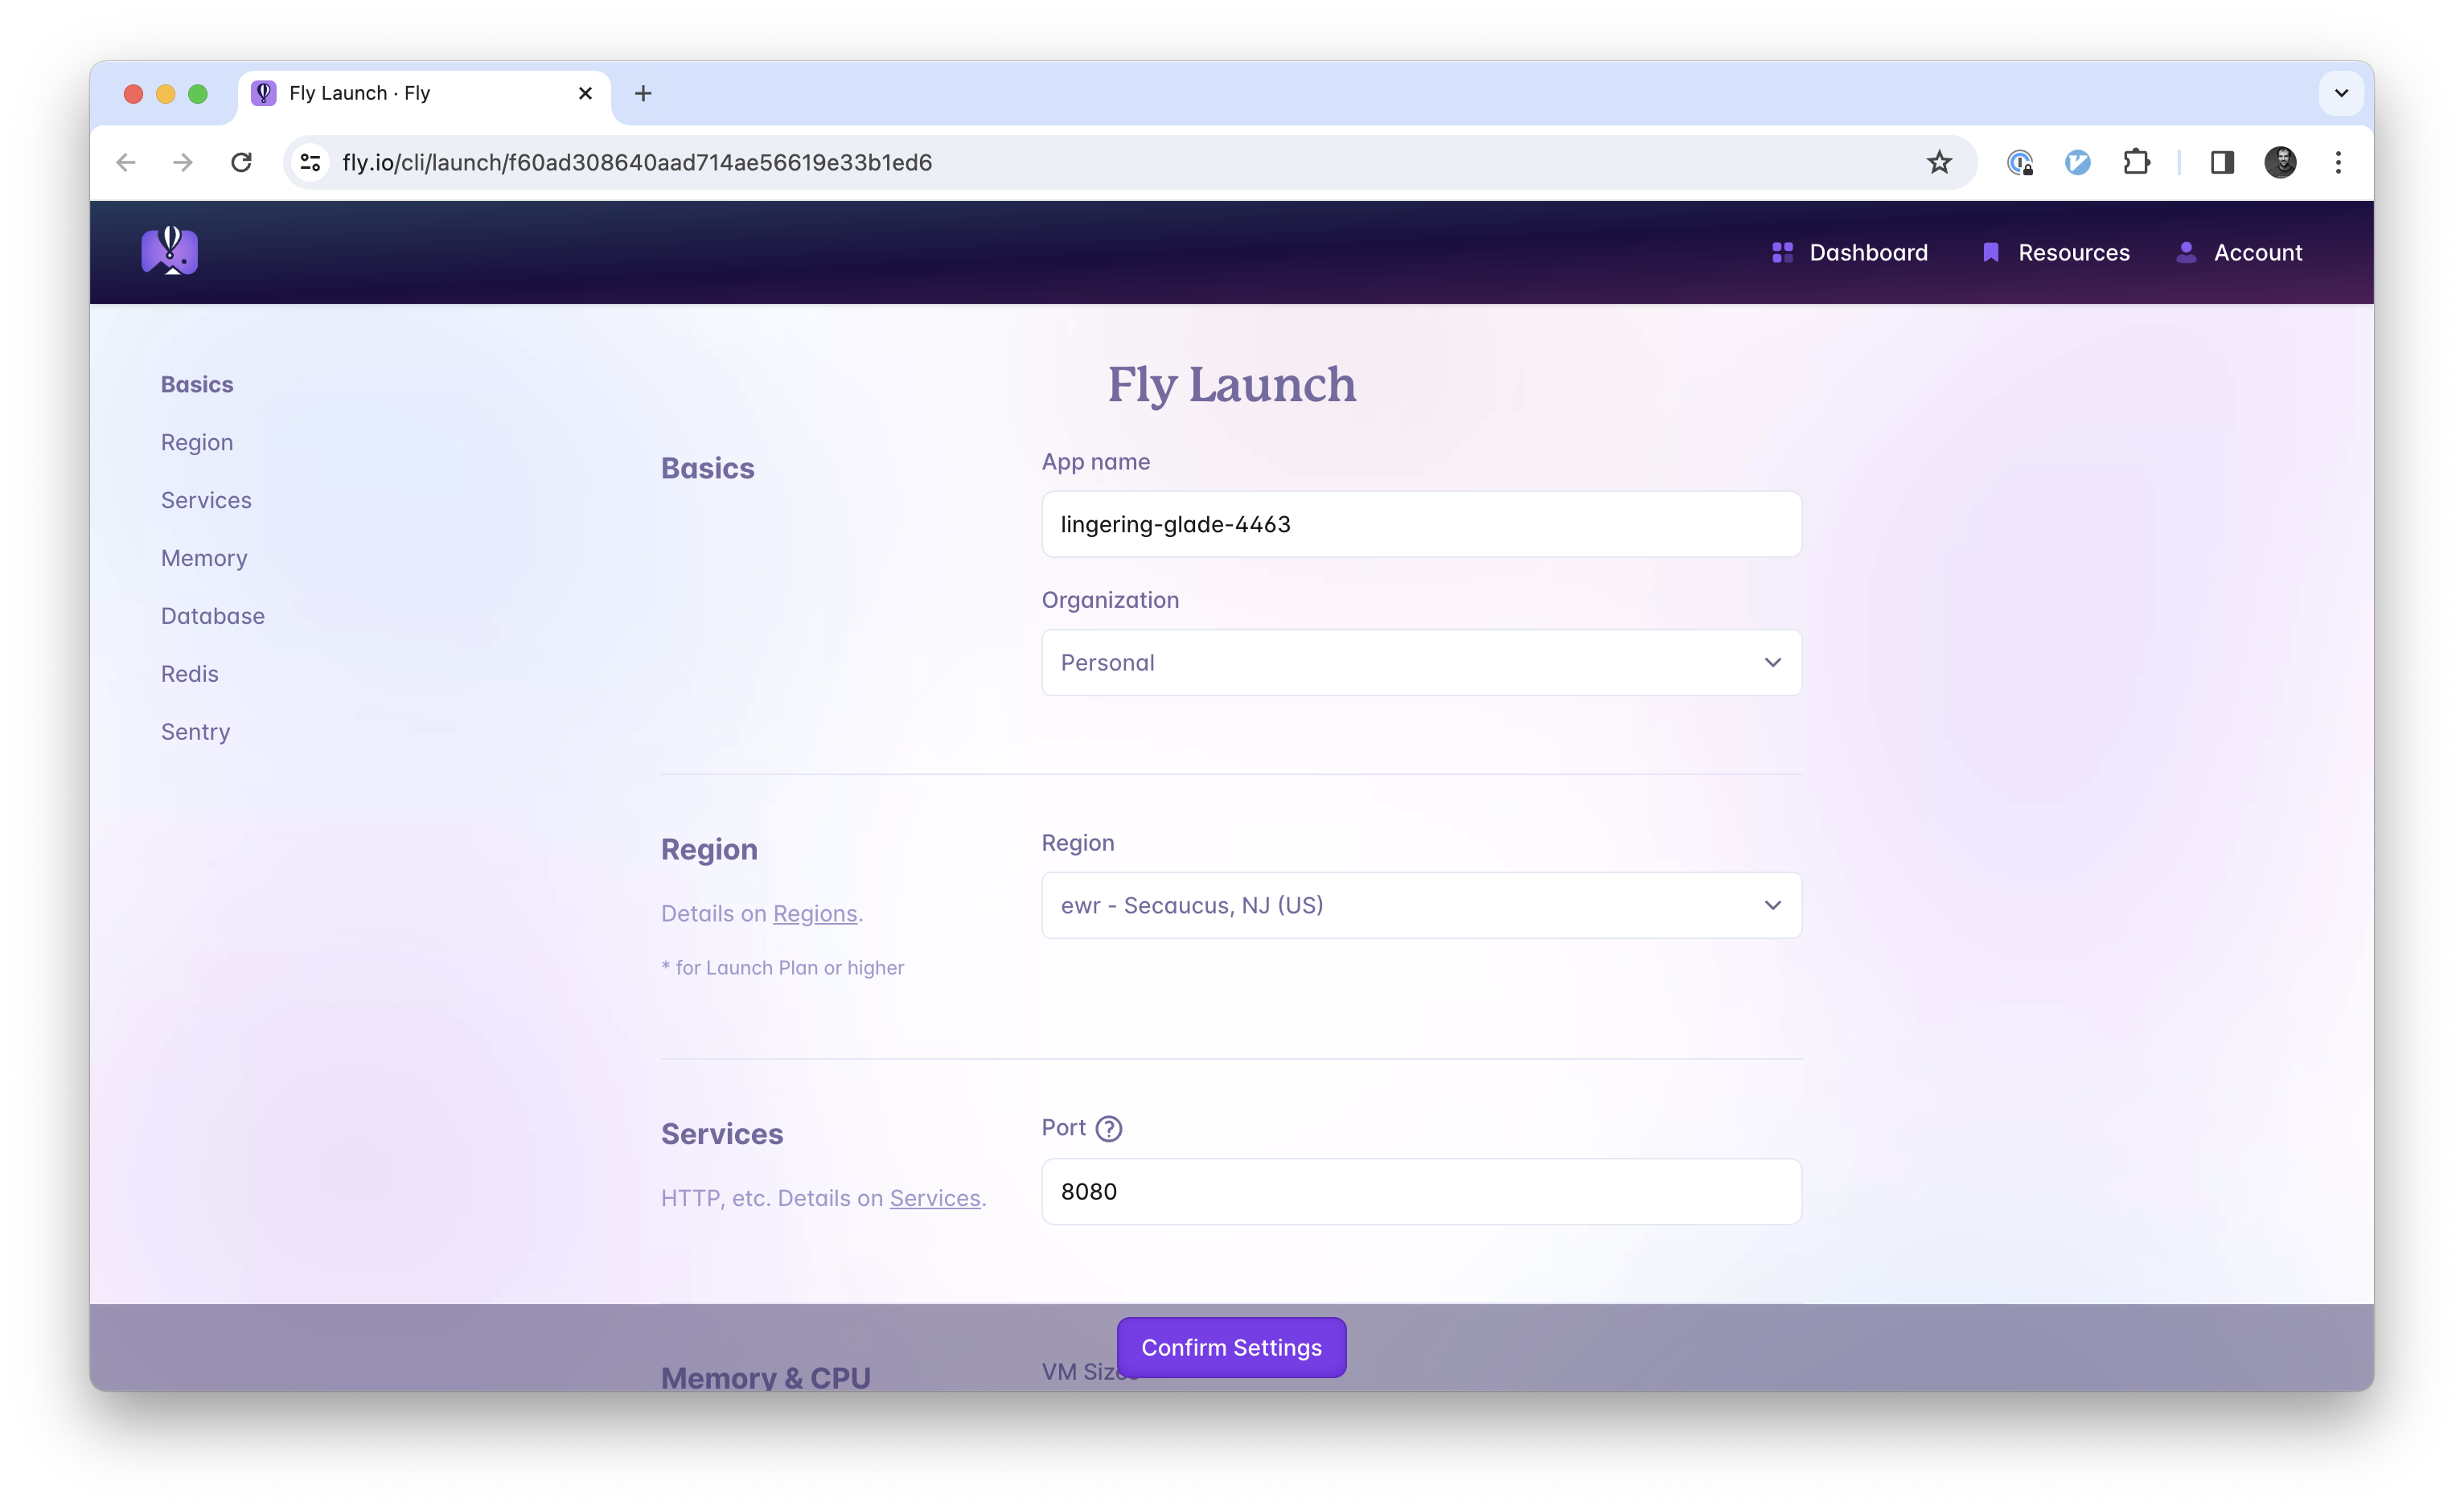 Fly Launch · Fly
fly.io/cli/launch/f60ad308640aad714ae56619e33b1ed6
Dashboard
Resources
Account
Basics
Region
Services
Memory
Database
Redis
Sentry
Fly Launch
Basics
App name
lingering-glade-4463
Organization
Personal
Region
Details on Regions.
* for Launch Plan or higher
Region
ewr - Secaucus, NJ (US)
Services
HTTP, etc. Details on Services.
Port
8080
Confirm Settings
Memory & CPU
VM Sizes